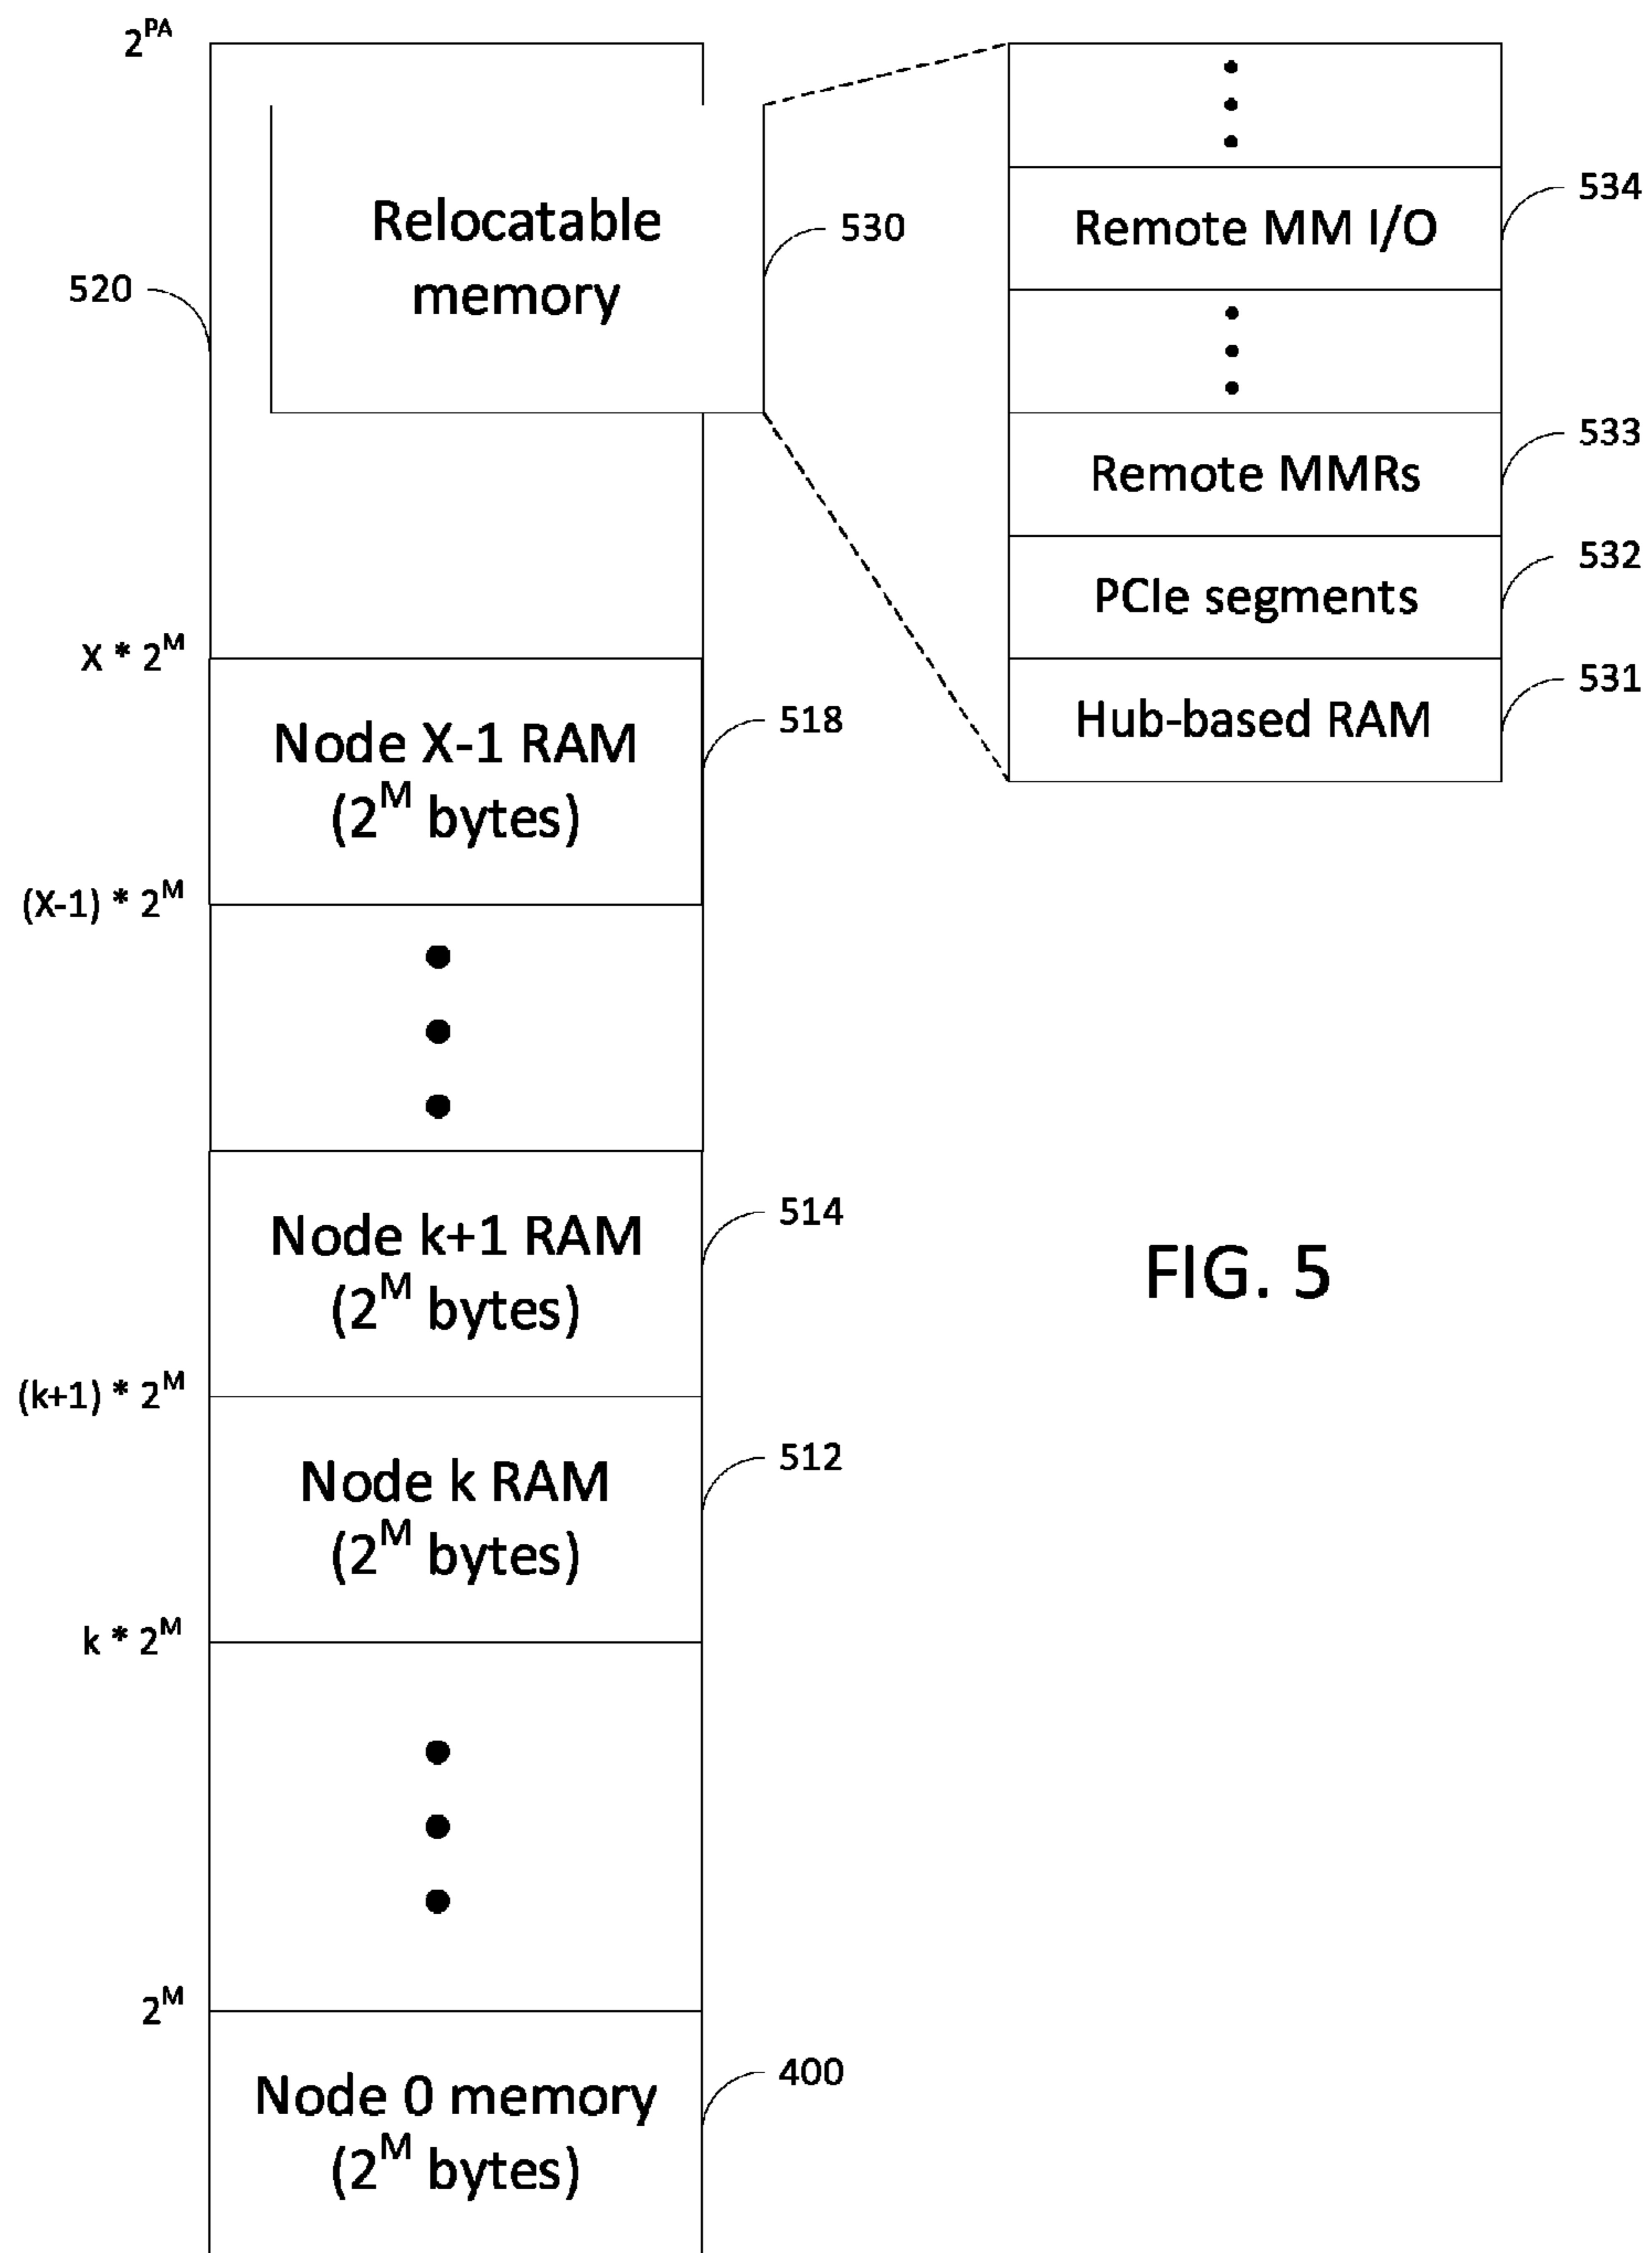 2^PA
Relocatable
memory
520
530
X * 2^M
Node X-1 RAM
(2^M bytes)
518
(X-1) * 2^M
Node k+1 RAM
(2^M bytes)
514
(k+1) * 2^M
Node k RAM
(2^M bytes)
512
k * 2^M
2^M
Node 0 memory
(2^M bytes)
400
Remote MM I/O
534
Remote MMRs
533
PCIe segments
532
Hub-based RAM
531
FIG. 5